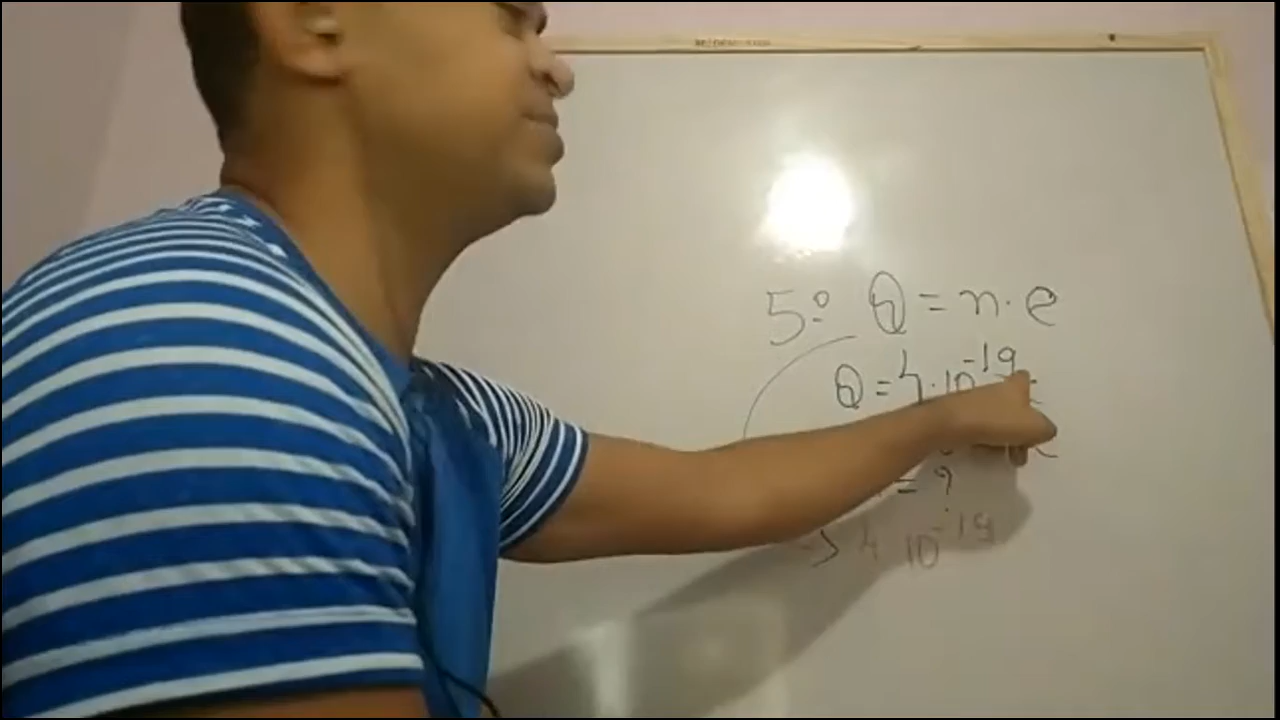 5º Q = n · e
Q = 4 · 10⁻¹⁹
= ?
-> 4 10⁻¹⁹